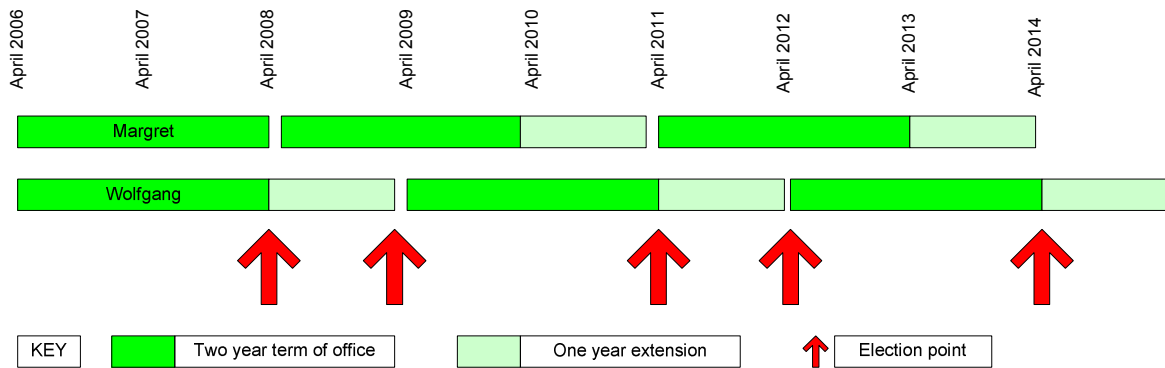 April 2006
April 2007
April 2008
April 2009
April 2010
April 2011
April 2012
April 2013
April 2014
Margret
Wolfgang
KEY
Two year term of office
One year extension
Election point